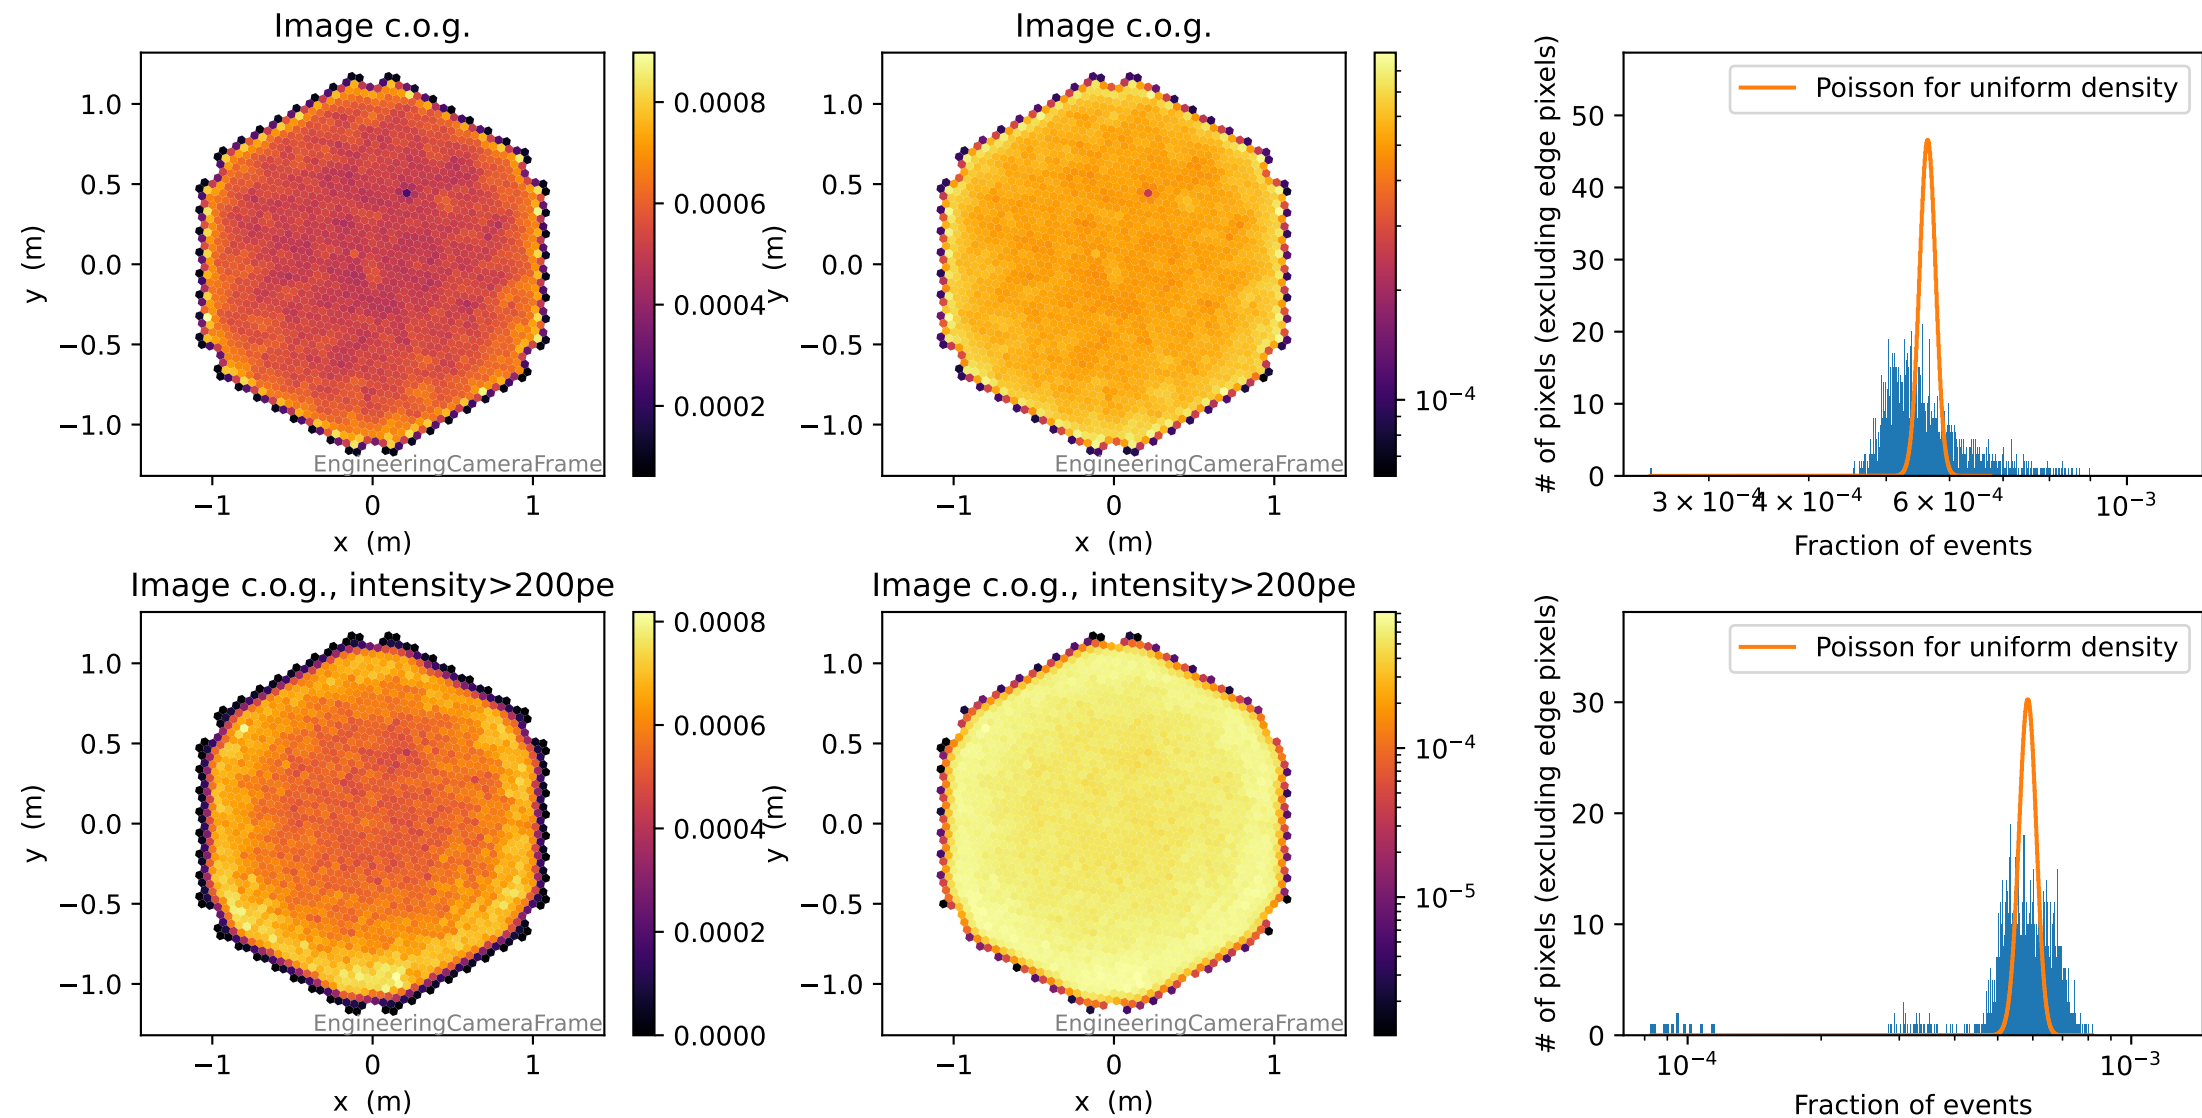 Image c.o.g.
y (m)
1.0
0.5
0.0
−0.5
−1.0
−1
0
1
x (m)
EngineeringCameraFrame
0.0008
0.0006
0.0004
0.0002
Image c.o.g.
y (m)
1.0
0.5
0.0
−0.5
−1.0
−1
0
1
x (m)
EngineeringCameraFrame
10⁻⁴
# of pixels (excluding edge pixels)
50
40
30
20
10
0
Poisson for uniform density
3 × 10⁻⁴
4 × 10⁻⁴
6 × 10⁻⁴
10⁻³
Fraction of events
Image c.o.g., intensity>200pe
y (m)
1.0
0.5
0.0
−0.5
−1.0
−1
0
1
x (m)
EngineeringCameraFrame
0.0008
0.0006
0.0004
0.0002
0.0000
Image c.o.g., intensity>200pe
y (m)
1.0
0.5
0.0
−0.5
−1.0
−1
0
1
x (m)
EngineeringCameraFrame
10⁻⁴
10⁻⁵
# of pixels (excluding edge pixels)
30
20
10
0
Poisson for uniform density
10⁻⁴
10⁻³
Fraction of events